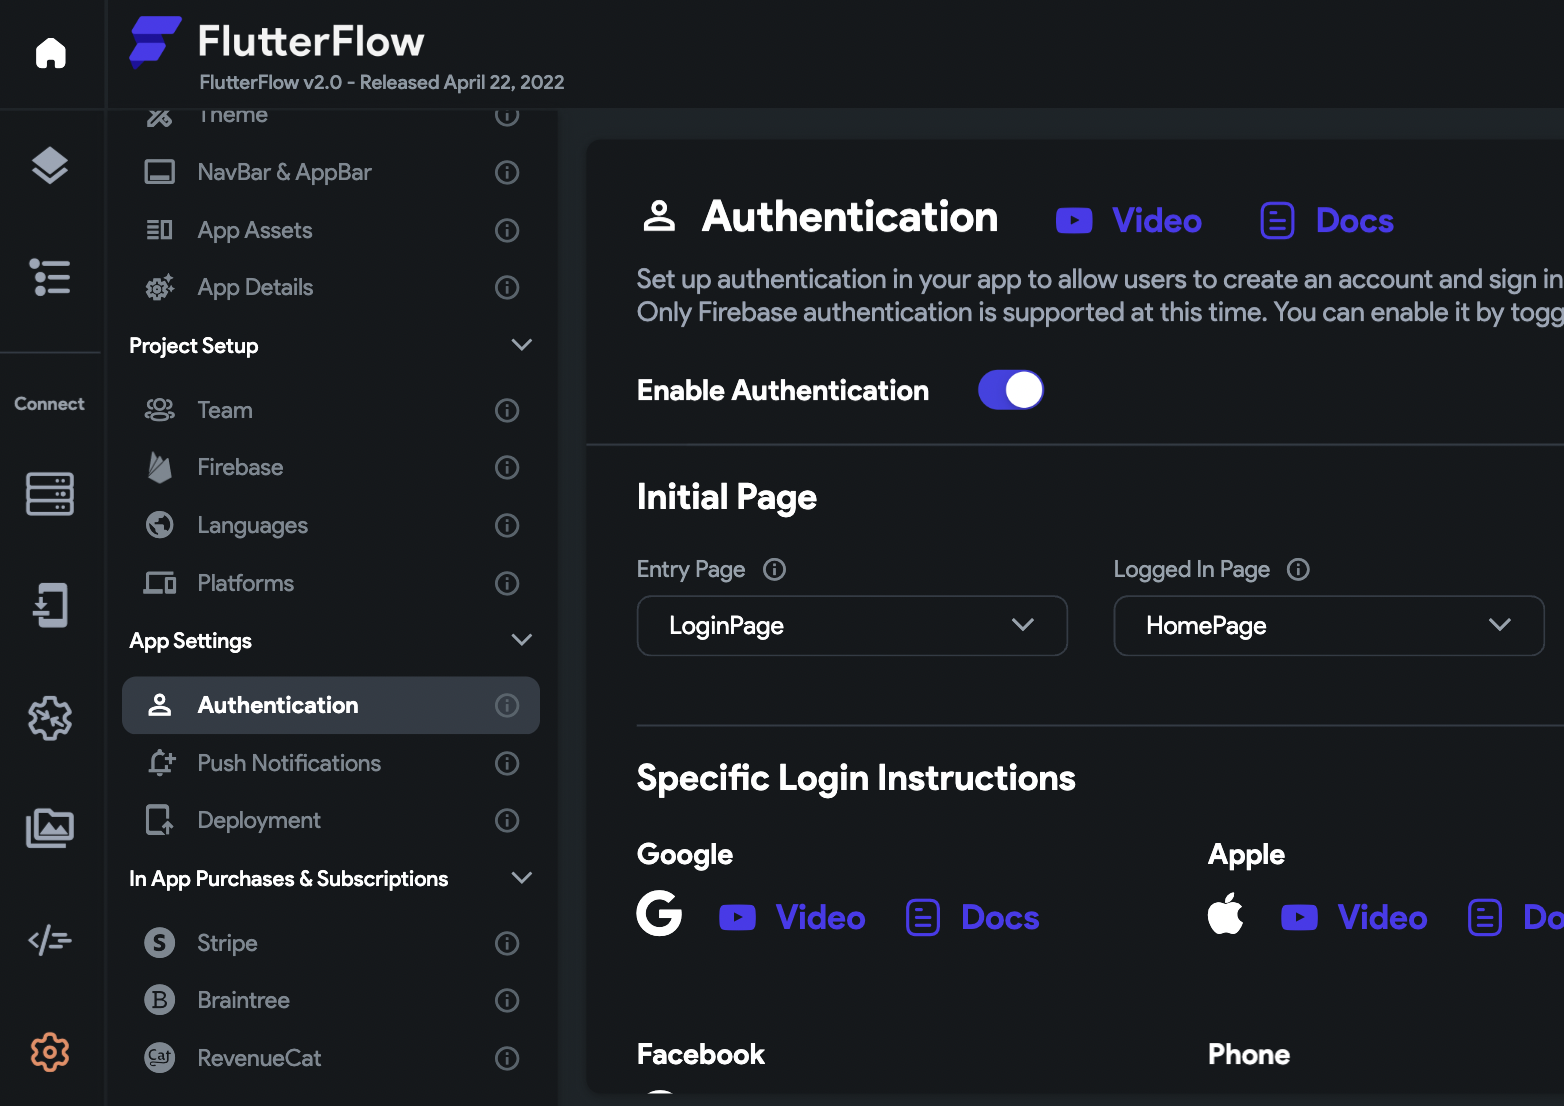 FlutterFlow
FlutterFlow v2.0 - Released April 22, 2022
Theme
NavBar & AppBar
App Assets
App Details
Project Setup
Team
Firebase
Languages
Platforms
App Settings
Authentication
Push Notifications
Deployment
In App Purchases & Subscriptions
Stripe
Braintree
RevenueCat
Connect
Authentication
Video
Docs
Set up authentication in your app to allow users to create an account and sign in
Only Firebase authentication is supported at this time. You can enable it by togg
Enable Authentication
Initial Page
Entry Page
Logged In Page
LoginPage
HomePage
Specific Login Instructions
Google
Apple
Video
Docs
Video
Do
Facebook
Phone